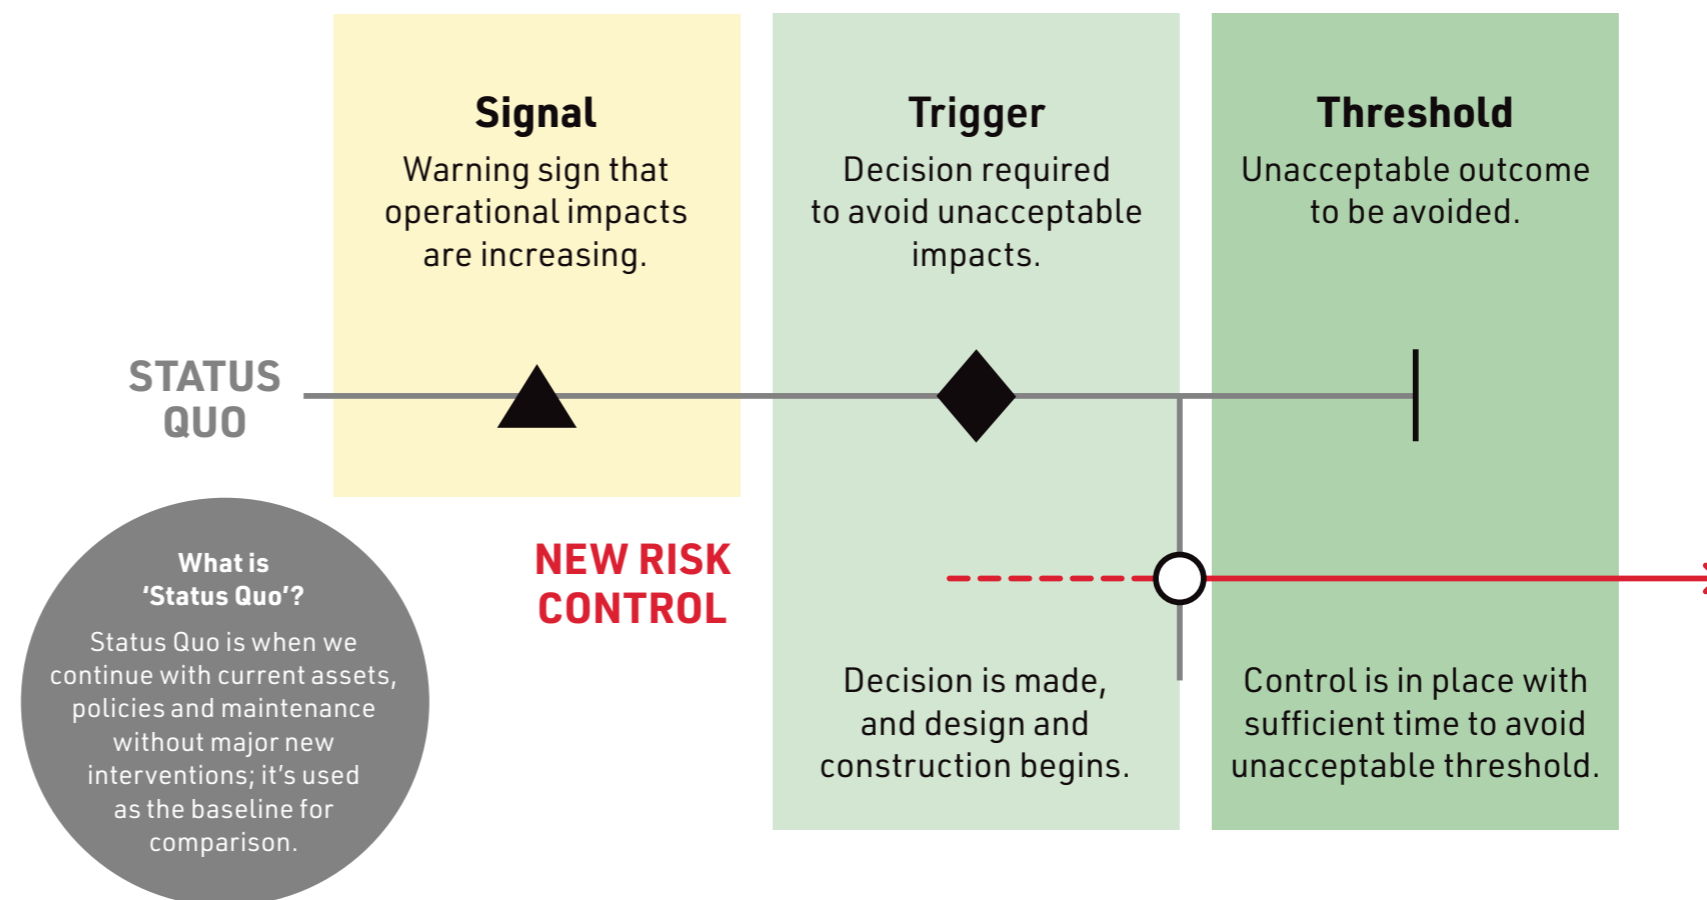 Signal
Warning sign that
operational impacts
are increasing.
Trigger
Decision required
to avoid unacceptable
impacts.
Threshold
Unacceptable outcome
to be avoided.
STATUS
QUO
What is
‘Status Quo’?
Status Quo is when we
continue with current assets,
policies and maintenance
without major new
interventions; it’s used
as the baseline for
comparison.
NEW RISK
CONTROL
Decision is made,
and design and
construction begins.
Control is in place with
sufficient time to avoid
unacceptable threshold.